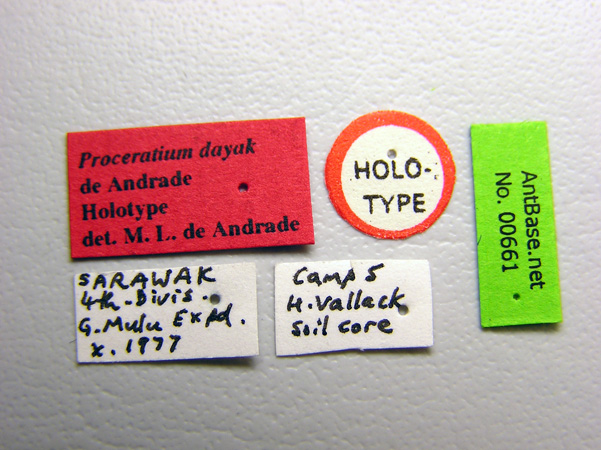 Proceratium dayak
de Andrade
Holotype
det. M. L. de Andrade
HOLO-
TYPE
AntBase.net
No. 00661
SARAWAK
4th. Divis.
G. Mulu Exped.
x. 1977
Camp 5
H. Vallack
Soil core